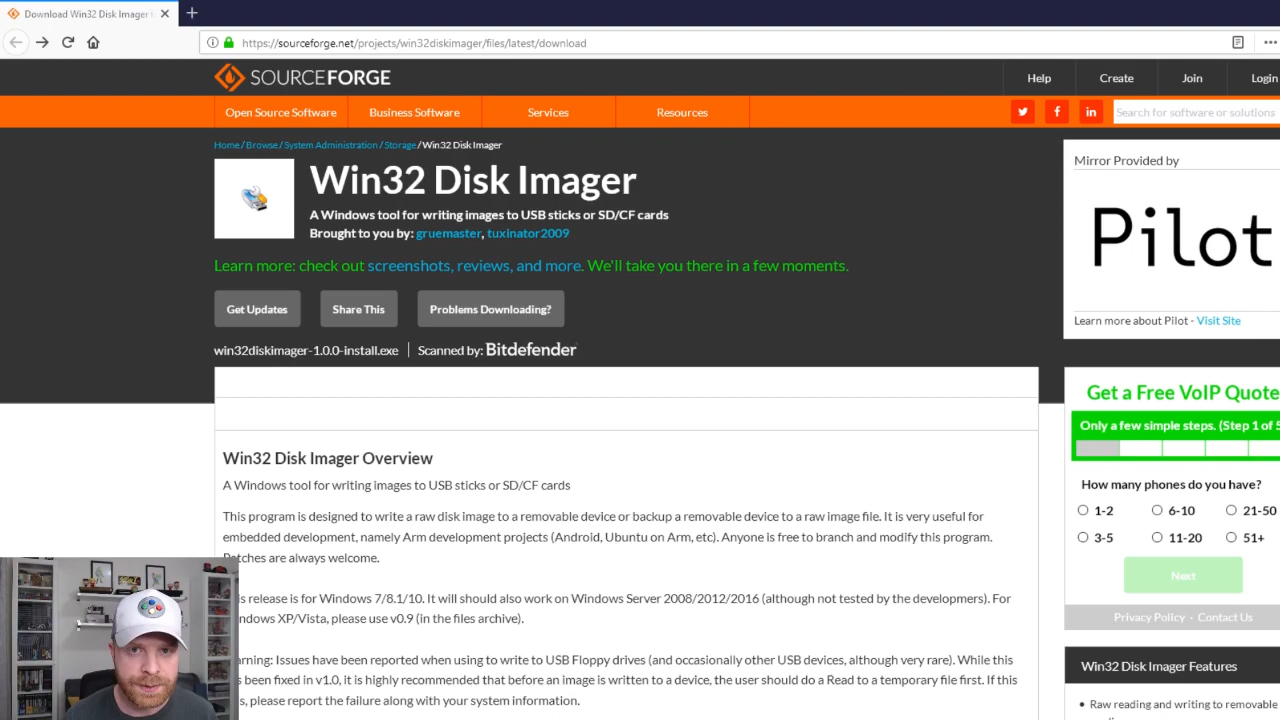 Download Win32 Disk Imager
https://sourceforge.net/projects/win32diskimager/files/latest/download
SOURCEFORGE
Help
Create
Join
Login
Open Source Software
Business Software
Services
Resources
Search for software or solutions
Home / Browse / System Administration / Storage / Win32 Disk Imager
Win32 Disk Imager
A Windows tool for writing images to USB sticks or SD/CF cards
Brought to you by: gruemaster, tuxinator2009
Learn more: check out screenshots, reviews, and more. We'll take you there in a few moments.
Get Updates
Share This
Problems Downloading?
win32diskimager-1.0.0-install.exe | Scanned by: Bitdefender
Mirror Provided by
Pilot
Learn more about Pilot - Visit Site
Win32 Disk Imager Overview
A Windows tool for writing images to USB sticks or SD/CF cards
This program is designed to write a raw disk image to a removable device or backup a removable device to a raw image file. It is very useful for
embedded development, namely Arm development projects (Android, Ubuntu on Arm, etc). Anyone is free to branch and modify this program.
Patches are always welcome.
is release is for Windows 7/8.1/10. It will should also work on Windows Server 2008/2012/2016 (although not tested by the developers). For
ndows XP/Vista, please use v0.9 (in the files archive).
arning: Issues have been reported when using to write to USB Floppy drives (and occasionally other USB devices, although very rare). While this
s been fixed in v1.0, it is highly recommended that before an image is written to a device, the user should do a Read to a temporary file first. If this
s, please report the failure along with your system information.
Get a Free VoIP Quote
Only a few simple steps. (Step 1 of 5
How many phones do you have?
1-2
6-10
21-50
3-5
11-20
51+
Next
Privacy Policy · Contact Us
Win32 Disk Imager Features
Raw reading and writing to removable